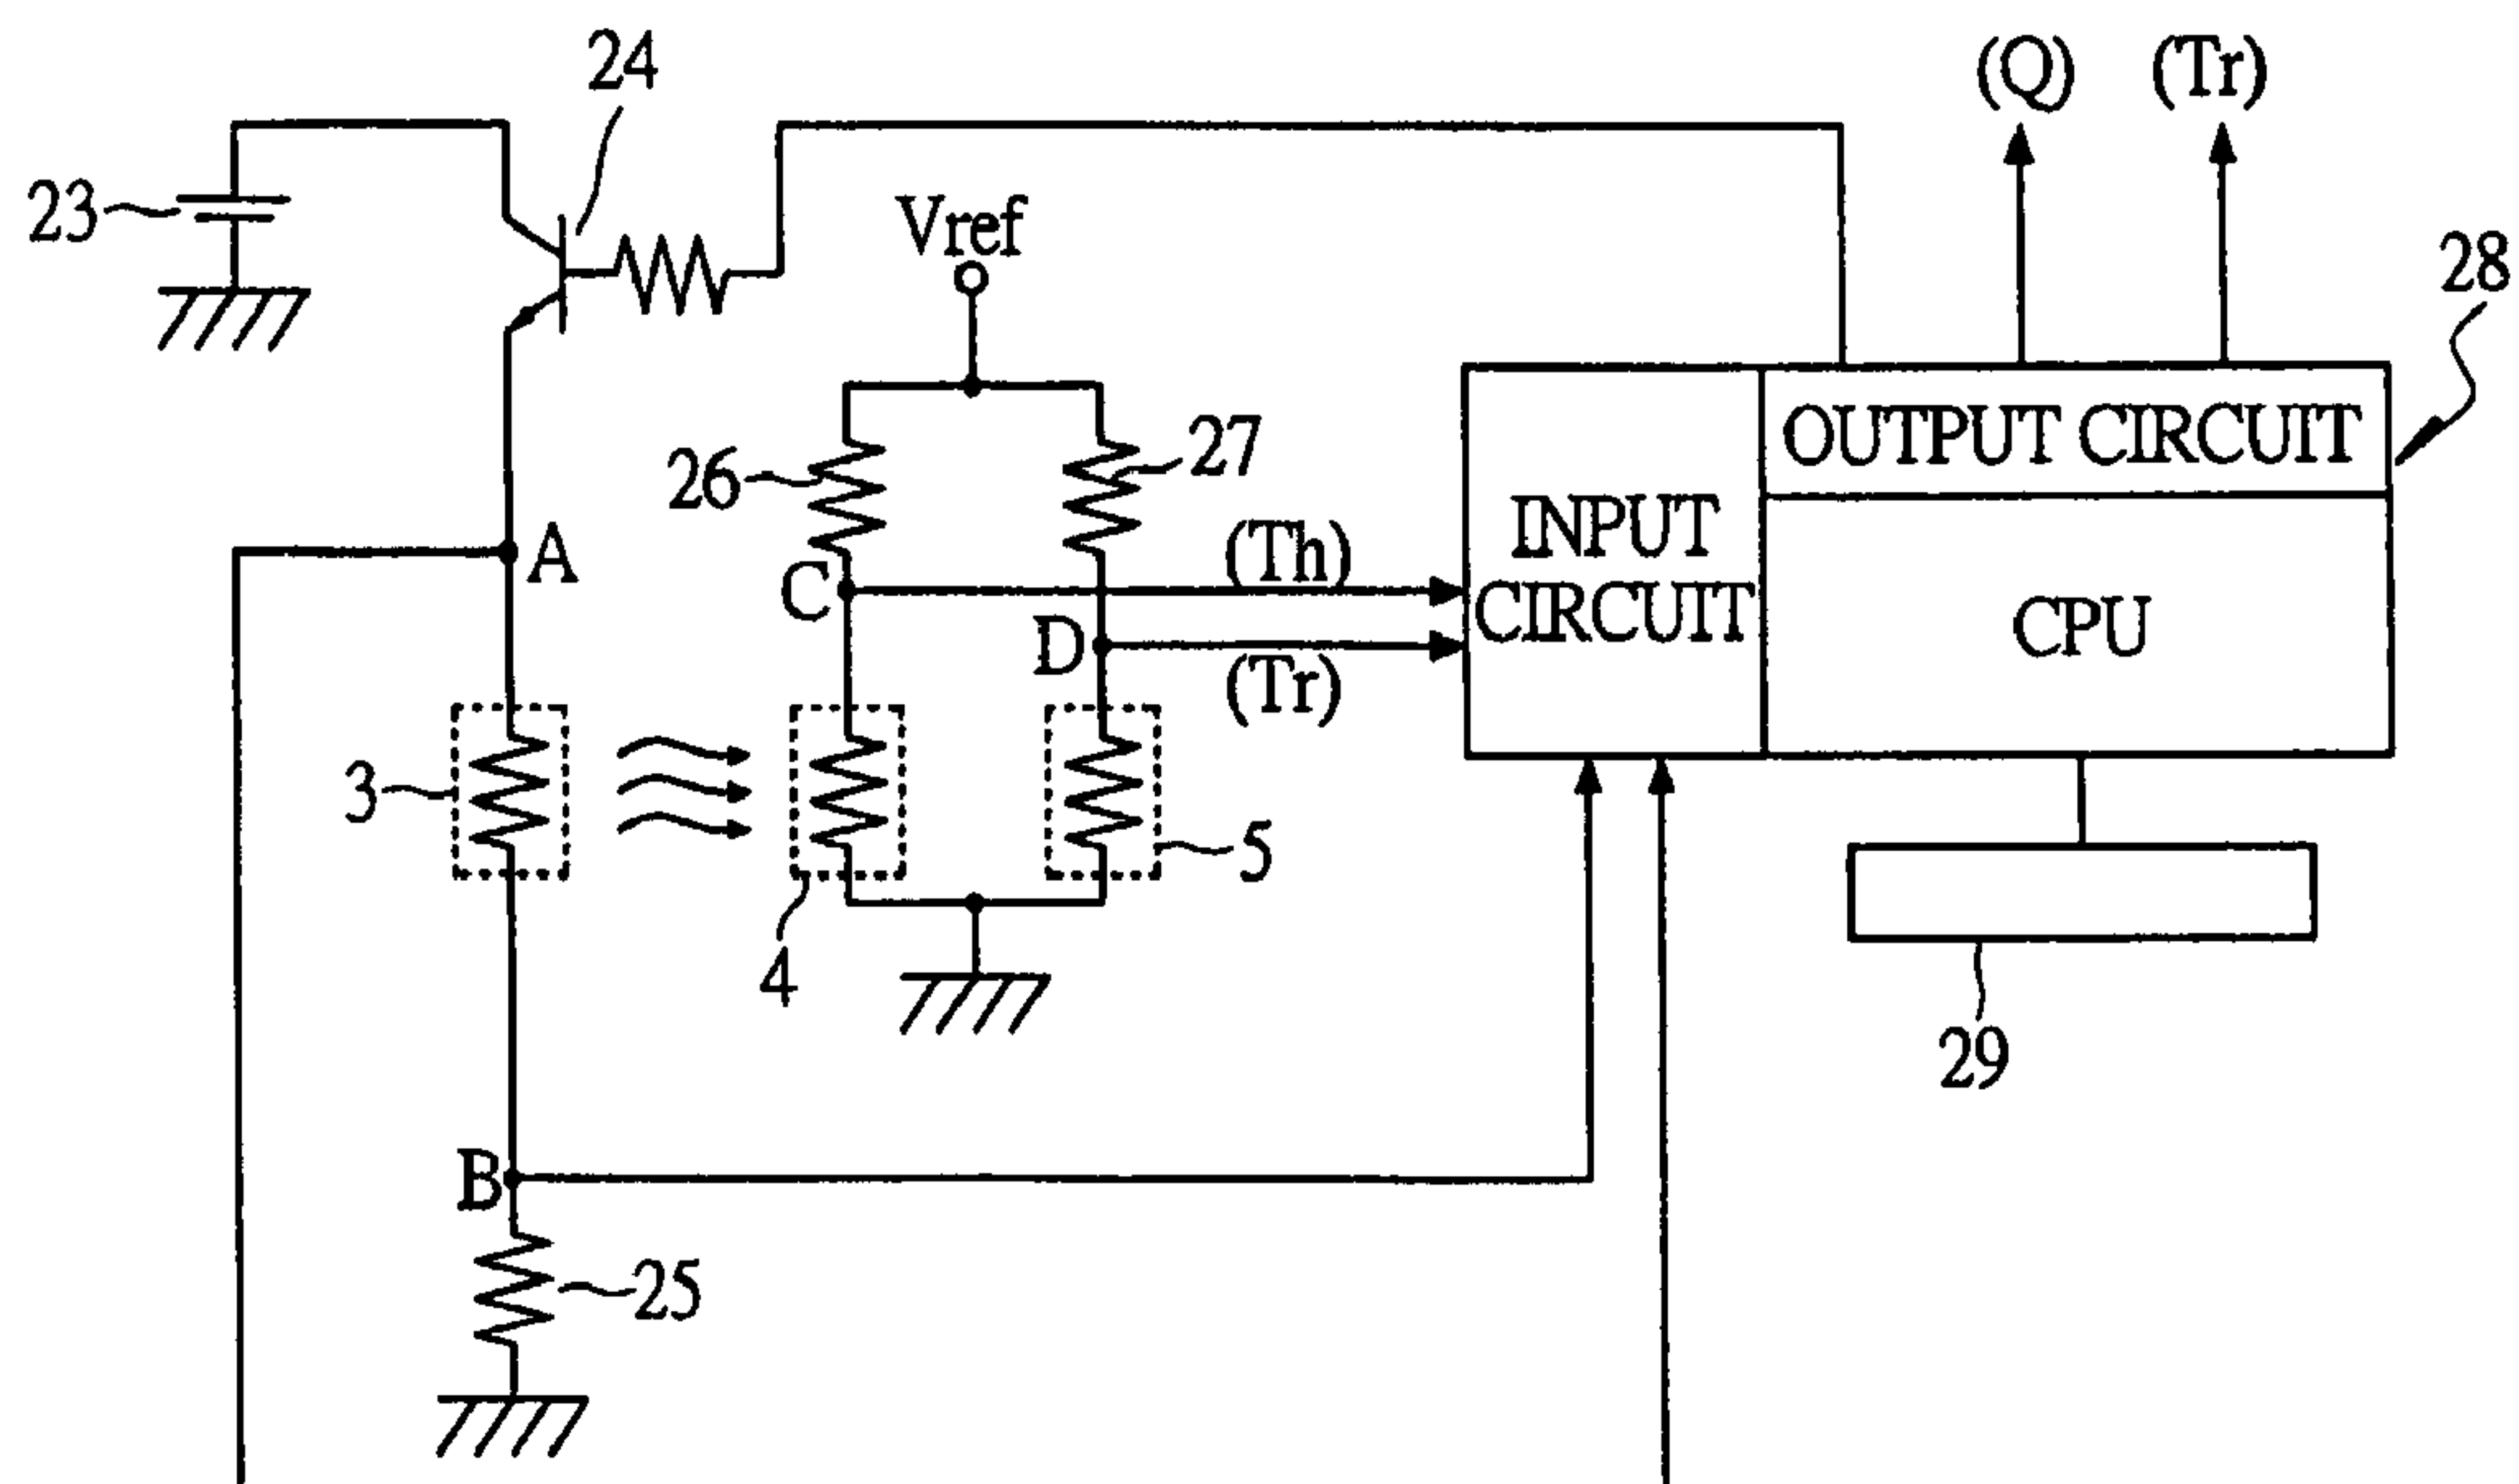 24
(Q) (Tr)
23
Vref
28
26
27
OUTPUT CIRCUIT
INPUT
CIRCUIT
CPU
A
C
(Th)
D
(Tr)
3
5
4
29
B
25